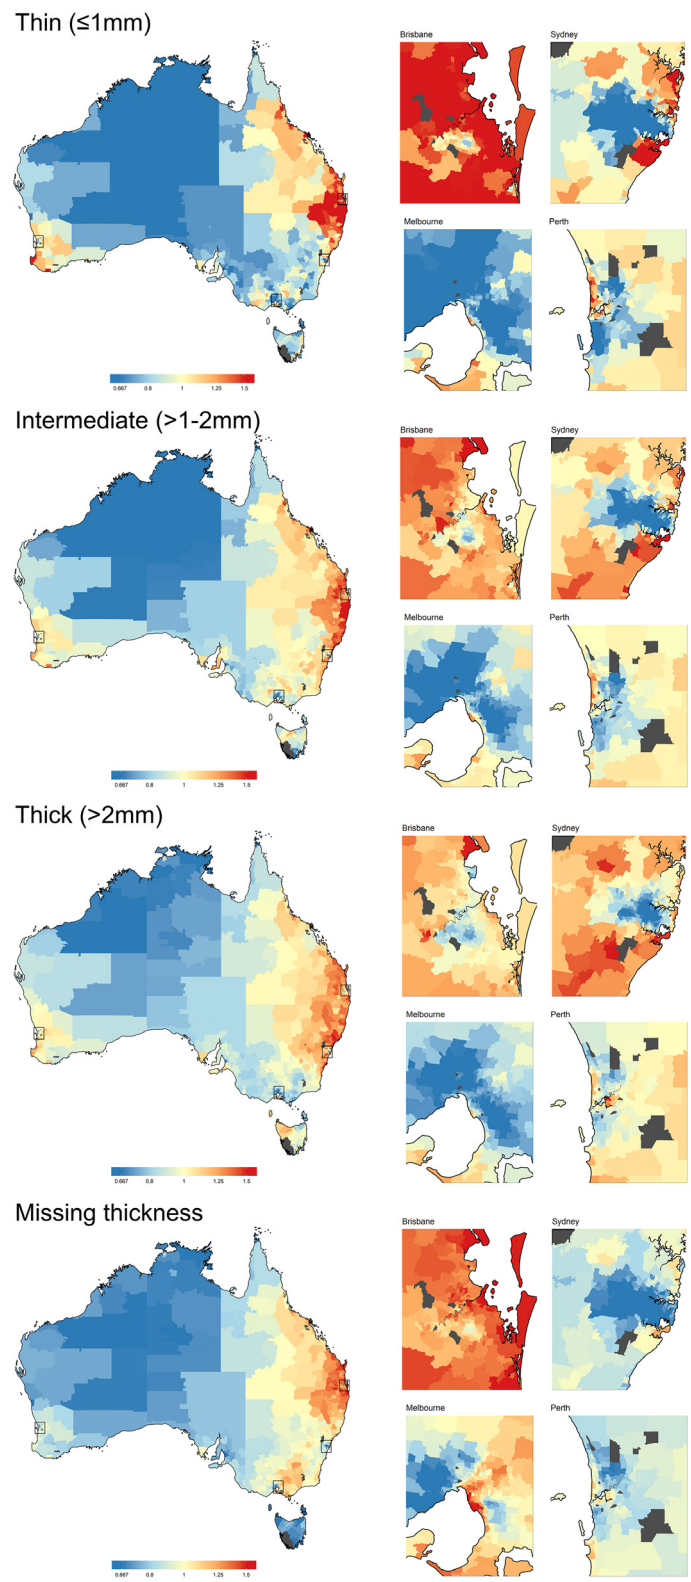 Thin (≤1mm)
Brisbane
Sydney
Melbourne
Perth
0.667 0.8 1 1.25 1.5
Intermediate (>1-2mm)
Brisbane
Sydney
Melbourne
Perth
0.667 0.8 1 1.25 1.5
Thick (>2mm)
Brisbane
Sydney
Melbourne
Perth
0.667 0.8 1 1.25 1.5
Missing thickness
Brisbane
Sydney
Melbourne
Perth
0.667 0.8 1 1.25 1.5